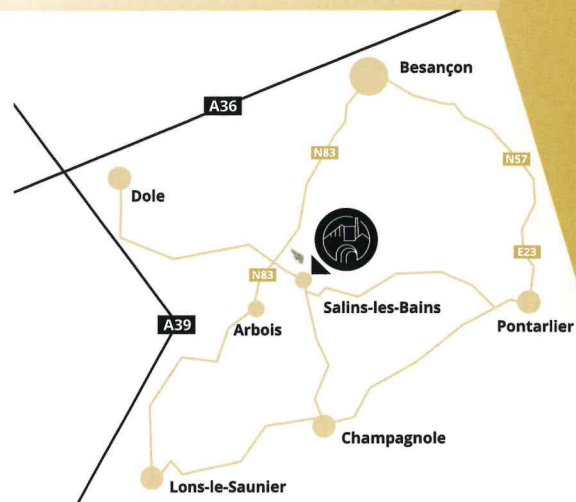 Besançon
A36
N83
N57
Dole
E23
N83
Salins-les-Bains
Pontarlier
A39
Arbois
Champagnole
Lons-le-Saunier